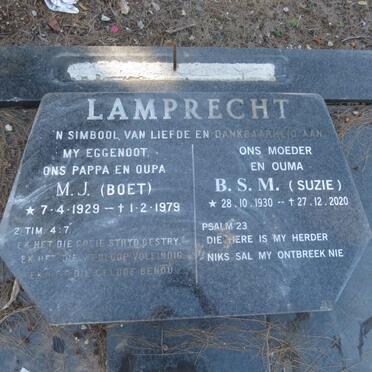 LAMPRECHT
'N SIMBOOL VAN LIEFDE EN DANKBAARHEID AAN
MY EGGENOOT
ONS PAPPA EN OUPA
M.J. (BOET)
★ 7-4-1929 – † 1-2-1979
2 TIM. 4:7
EK HET DIE GOEIE STRYD GESTRY
EK HET DIE WEDLOOP VOLEINDIG
EK HET DIE GELOOF BEHOU
ONS MOEDER
EN OUMA
B.S.M. (SUZIE)
★ 28.10.1930 – † 27.12.2020
PSALM 23
DIE HERE IS MY HERDER
NIKS SAL MY ONTBREEK NIE